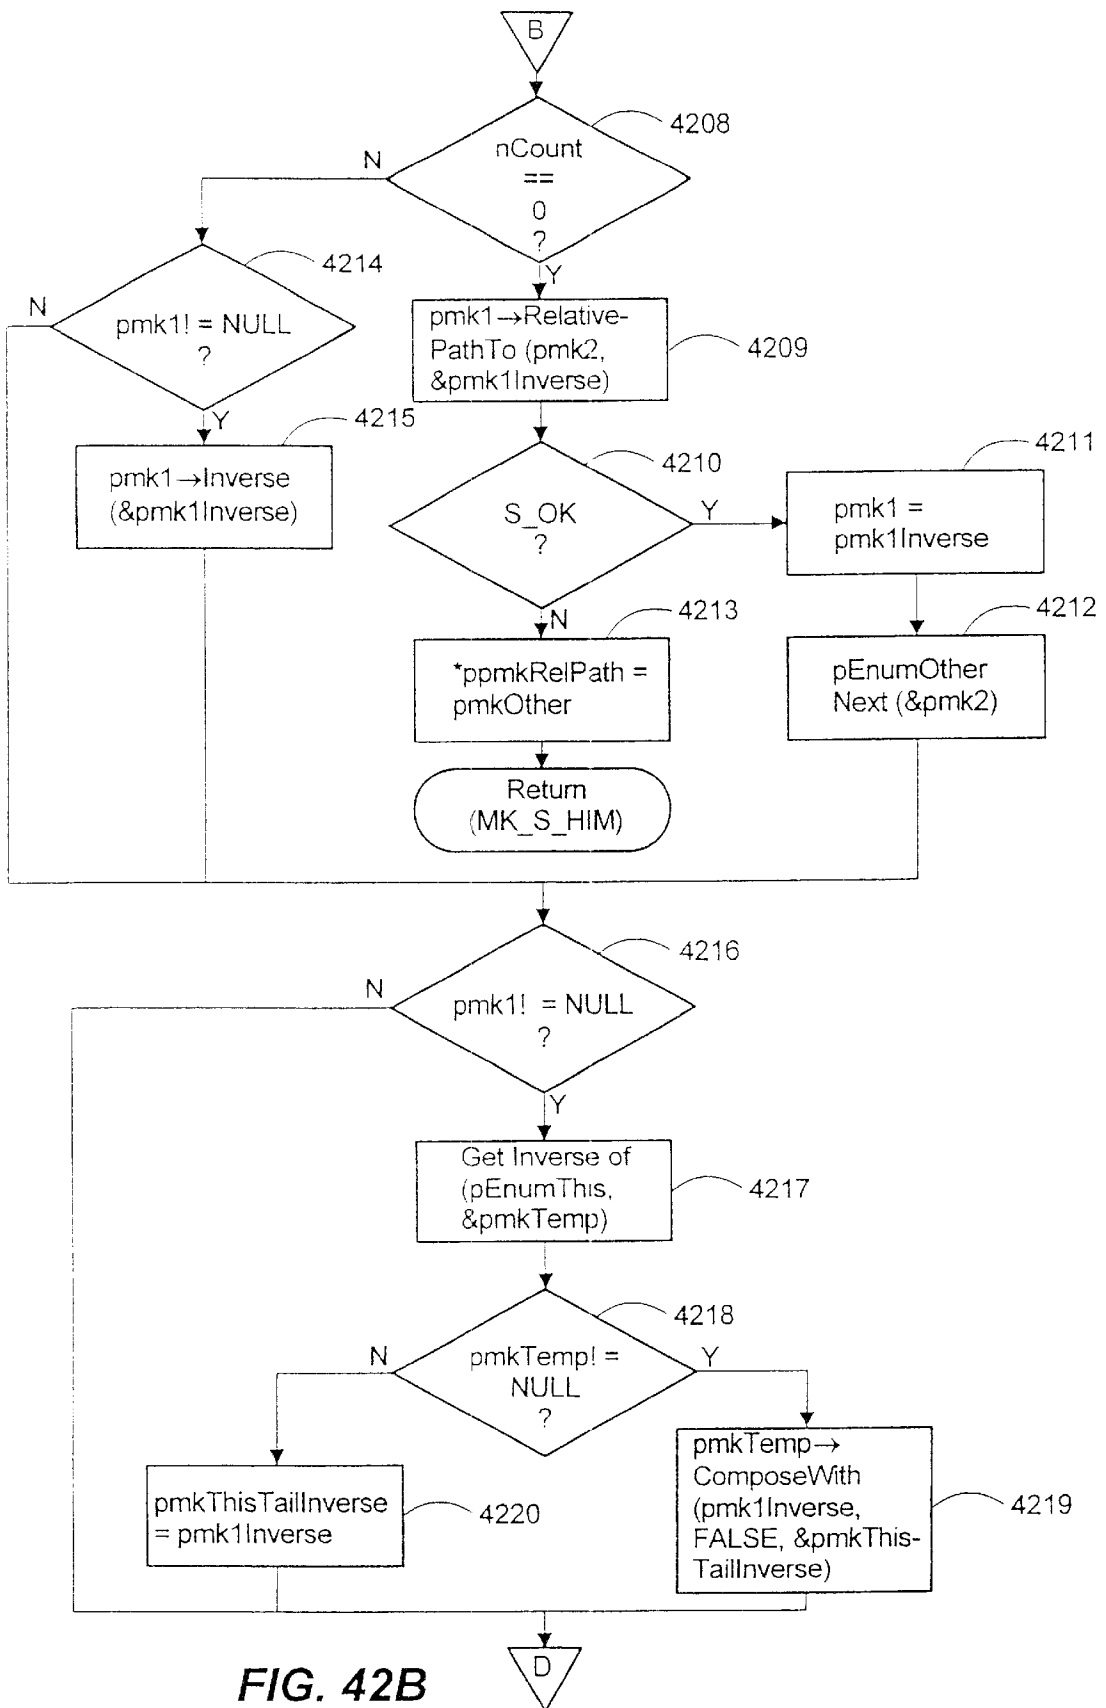 B
4208
nCount
==
0
?
N
Y
4214
pmk1! = NULL
?
N
Y
pmk1→Relative-
PathTo (pmk2,
&pmk1Inverse)
4209
4215
pmk1→Inverse
(&pmk1Inverse)
4210
S_OK
?
Y
N
4211
pmk1 =
pmk1Inverse
4213
*ppmkRelPath =
pmkOther
4212
pEnumOther
Next (&pmk2)
Return
(MK_S_HIM)
4216
pmk1! = NULL
?
N
Y
Get Inverse of
(pEnumThis,
&pmkTemp)
4217
4218
pmkTemp! =
NULL
?
N
Y
pmkThisTailInverse
= pmk1Inverse
4220
pmkTemp→
ComposeWith
(pmk1Inverse,
FALSE, &pmkThis-
TailInverse)
4219
D
FIG. 42B